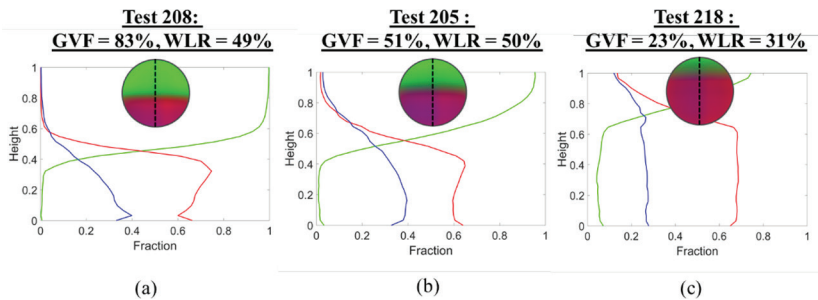 Test 208:
GVF = 83%, WLR = 49%
Test 205 :
GVF = 51%, WLR = 50%
Test 218 :
GVF = 23%, WLR = 31%
1
0.8
0.6
0.4
0.2
0
Height
0
0.2
0.4
0.6
0.8
1
Fraction
1
0.8
0.6
0.4
0.2
0
Height
0
0.2
0.4
0.6
0.8
1
Fraction
1
0.8
0.6
0.4
0.2
0
Height
0
0.2
0.4
0.6
0.8
1
Fraction
(a)
(b)
(c)